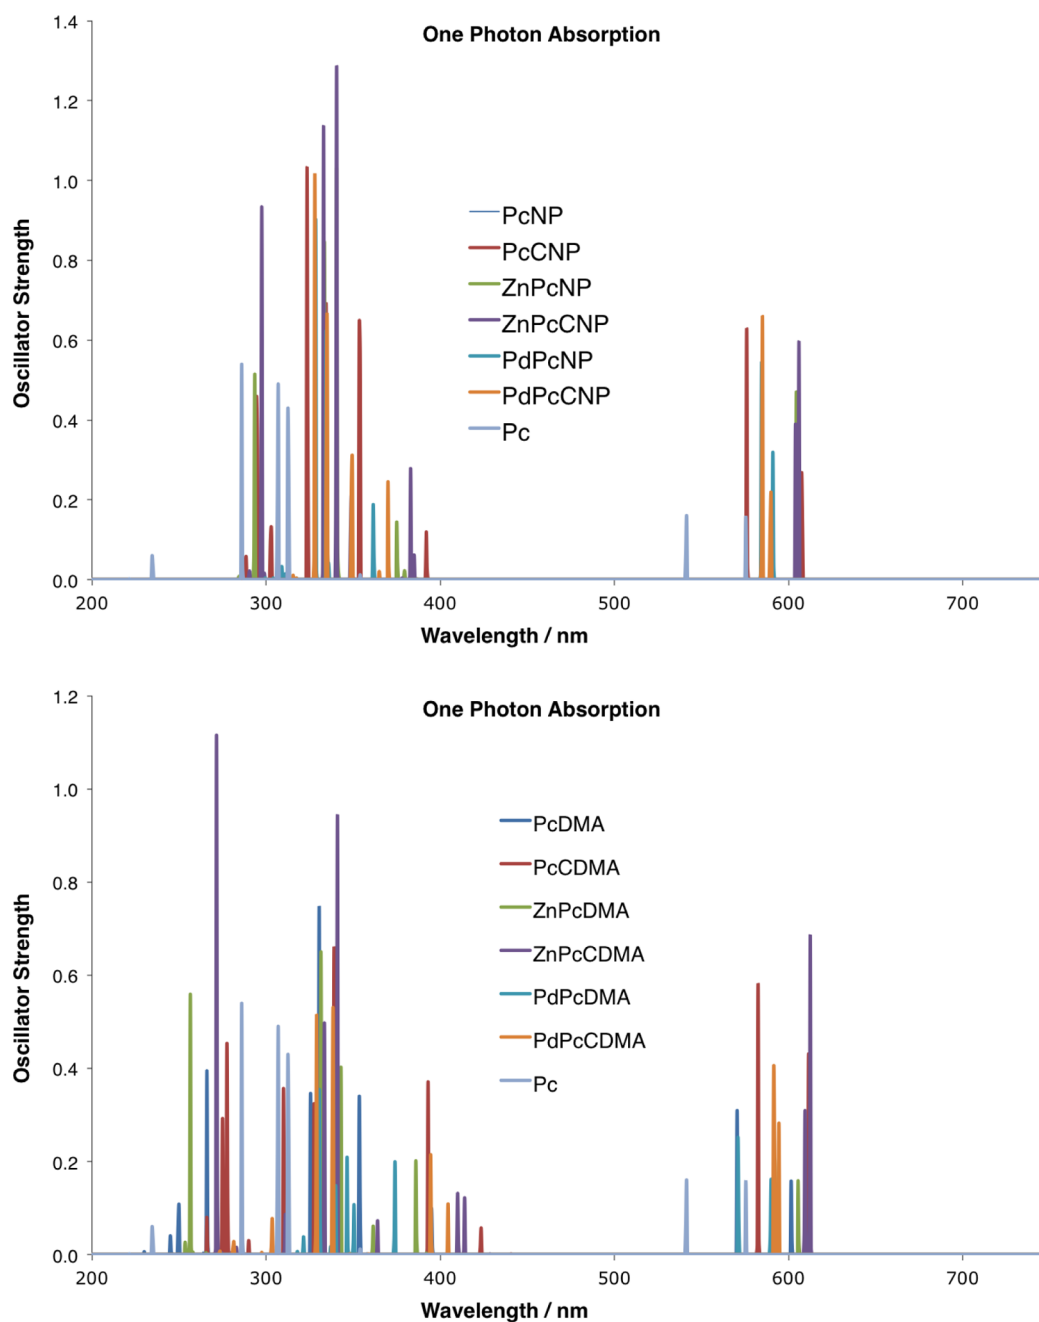 One Photon Absorption
1.4
1.2
1.0
0.8
0.6
0.4
0.2
0.0
Oscillator Strength
PcNP
PcCNP
ZnPcNP
ZnPcCNP
PdPcNP
PdPcCNP
Pc
200 300 400 500 600 700
Wavelength / nm
One Photon Absorption
1.2
1.0
0.8
0.6
0.4
0.2
0.0
Oscillator Strength
PcDMA
PcCDMA
ZnPcDMA
ZnPcCDMA
PdPcDMA
PdPcCDMA
Pc
200 300 400 500 600 700
Wavelength / nm